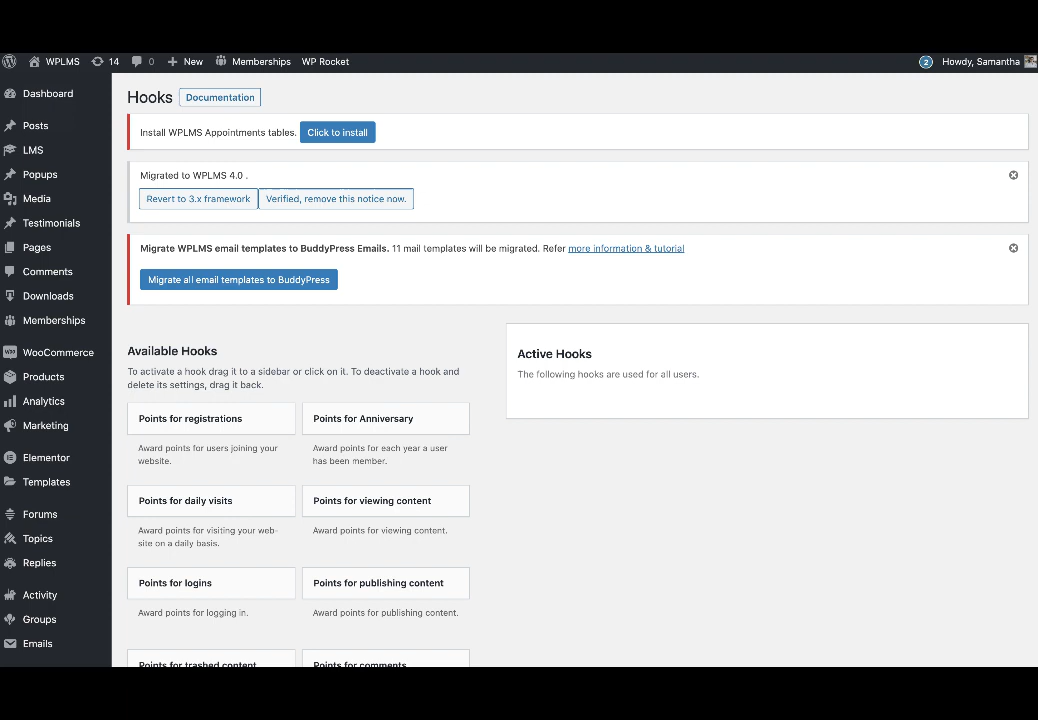 WPLMS 14 0 New Memberships WP Rocket 2 Howdy, Samantha
Dashboard
Posts
LMS
Popups
Media
Testimonials
Pages
Comments
Downloads
Memberships
WooCommerce
Products
Analytics
Marketing
Elementor
Templates
Forums
Topics
Replies
Activity
Groups
Emails
Hooks Documentation
Install WPLMS Appointments tables. Click to install
Migrated to WPLMS 4.0 .
Revert to 3.x framework Verified, remove this notice now.
Migrate WPLMS email templates to BuddyPress Emails. 11 mail templates will be migrated. Refer more information & tutorial
Migrate all email templates to BuddyPress
Available Hooks
To activate a hook drag it to a sidebar or click on it. To deactivate a hook and
delete its settings, drag it back.
Points for registrations
Award points for users joining your
website.
Points for Anniversary
Award points for each year a user
has been member.
Points for daily visits
Award points for visiting your web-
site on a daily basis.
Points for viewing content
Award points for viewing content.
Points for logins
Award points for logging in.
Points for publishing content
Award points for publishing content.
Points for trashed content
Points for comments
Active Hooks
The following hooks are used for all users.